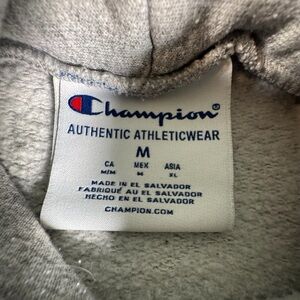 Champion
AUTHENTIC ATHLETICWEAR
M
CA MEX ASIA
M/M M XL
MADE IN EL SALVADOR
FABRIQUÉ AU EL SALVADOR
HECHO EN EL SALVADOR
CHAMPION.COM